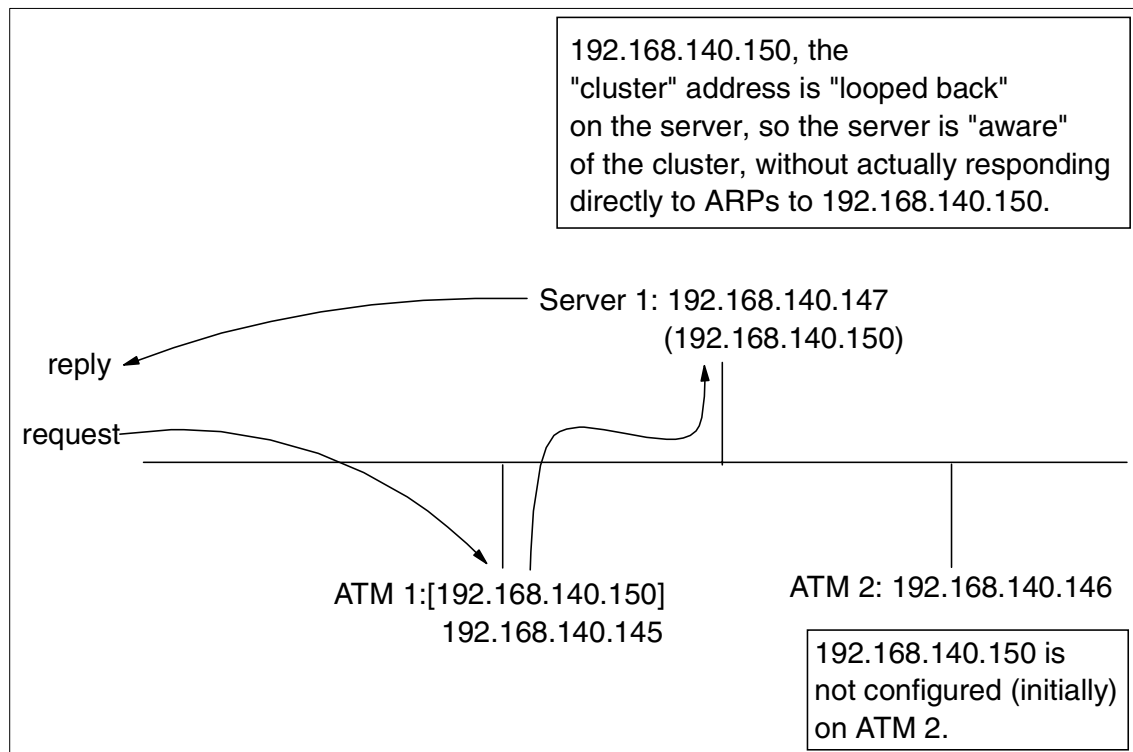 192.168.140.150, the
"cluster" address is "looped back"
on the server, so the server is "aware"
of the cluster, without actually responding
directly to ARPs to 192.168.140.150.
Server 1: 192.168.140.147
(192.168.140.150)
reply
request
ATM 1:[192.168.140.150]
192.168.140.145
ATM 2: 192.168.140.146
192.168.140.150 is
not configured (initially)
on ATM 2.